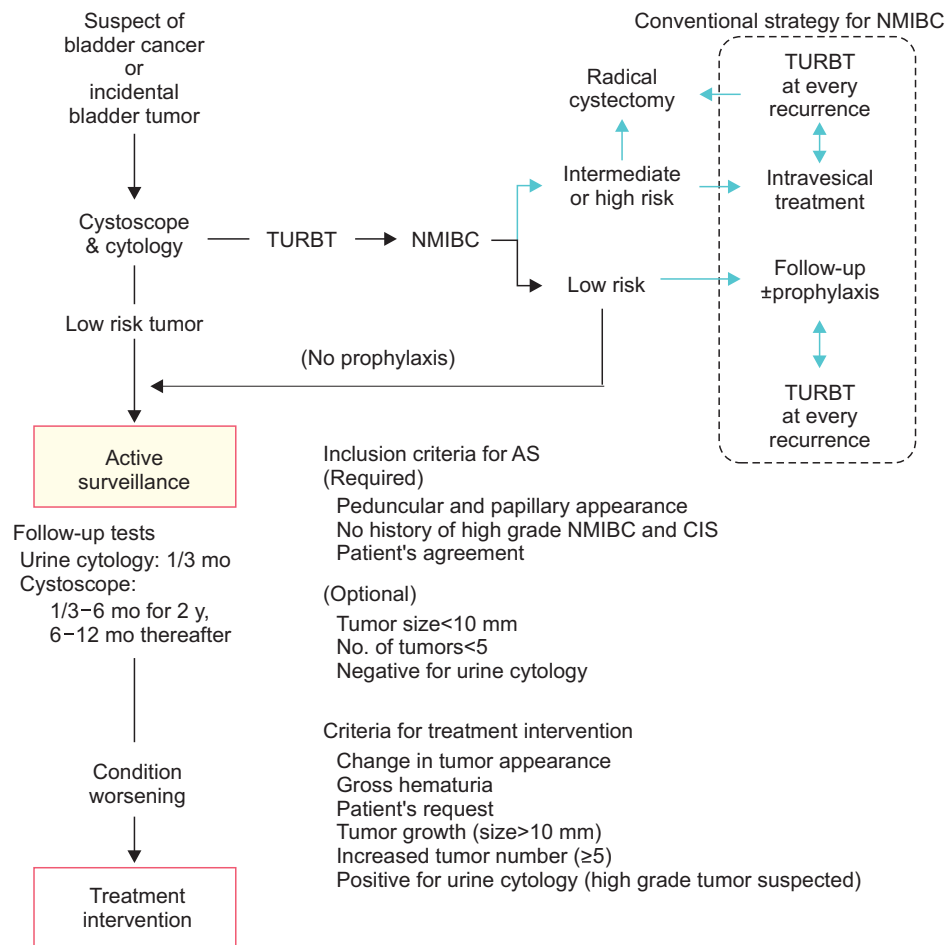 Suspect of
bladder cancer
or
incidental
bladder tumor
Conventional strategy for NMIBC
Radical
cystectomy
TURBT
at every
recurrence
Intermediate
or high risk
Intravesical
treatment
Cystoscope
& cytology
TURBT
NMIBC
Low risk
Follow-up
±prophylaxis
Low risk tumor
(No prophylaxis)
TURBT
at every
recurrence
Active
surveillance
Follow-up tests
Urine cytology: 1/3 mo
Cystoscope:
1/3−6 mo for 2 y,
6−12 mo thereafter
Inclusion criteria for AS
(Required)
Peduncular and papillary appearance
No history of high grade NMIBC and CIS
Patient's agreement
(Optional)
Tumor size<10 mm
No. of tumors<5
Negative for urine cytology
Criteria for treatment intervention
Change in tumor appearance
Gross hematuria
Patient's request
Tumor growth (size>10 mm)
Increased tumor number (≥5)
Positive for urine cytology (high grade tumor suspected)
Condition
worsening
Treatment
intervention